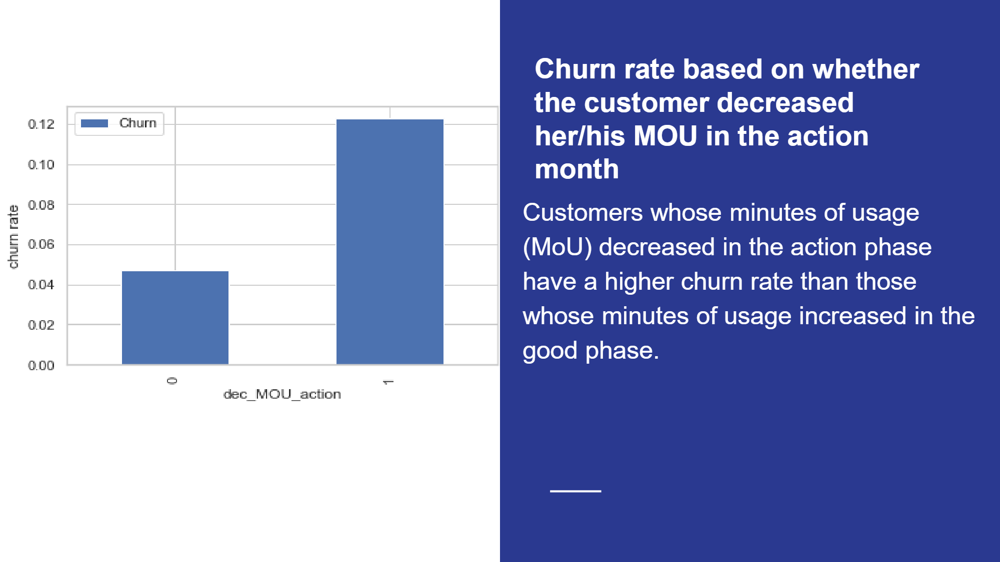 Churn
0.12
0.10
0.08
0.06
0.04
0.02
0.00
churn rate
0
1
dec_MOU_action
Churn rate based on whether
the customer decreased
her/his MOU in the action
month
Customers whose minutes of usage
(MoU) decreased in the action phase
have a higher churn rate than those
whose minutes of usage increased in the
good phase.